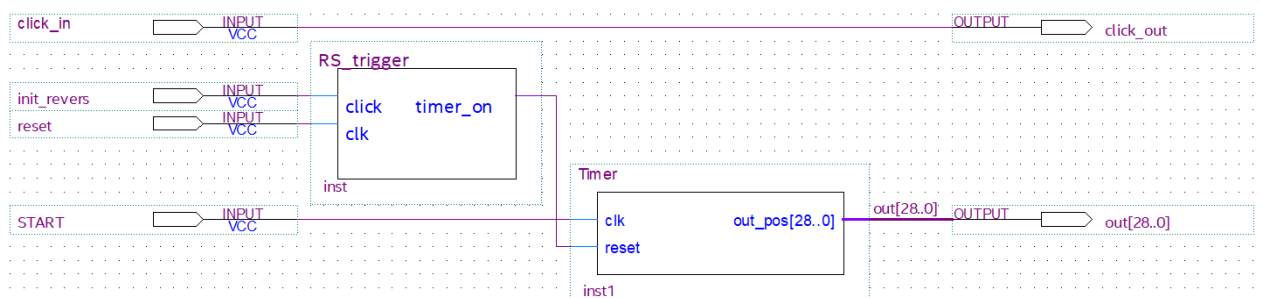 click_in INPUT VCC OUTPUT click_out
RS_trigger
init_revers INPUT VCC click timer_on
reset INPUT VCC clk
inst
Timer
START INPUT VCC clk out_pos[28..0] out[28..0] OUTPUT out[28..0]
reset
inst1